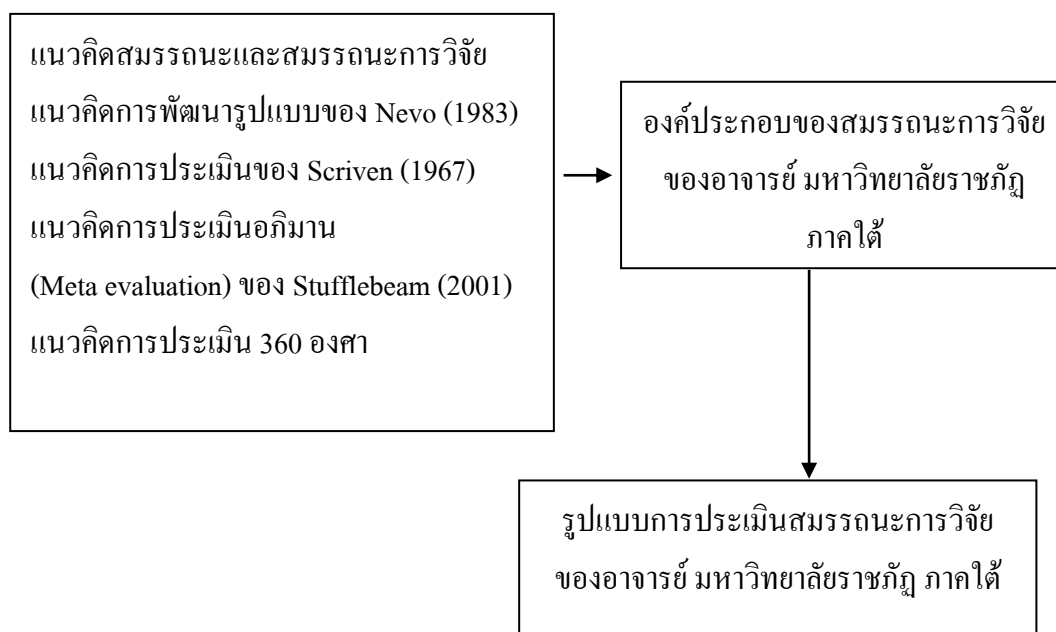 แนวคิดสมรรถนะและสมรรถนะการวิจัย
แนวคิดการพัฒนารูปแบบของ Nevo (1983)
แนวคิดการประเมินของ Scriven (1967)
แนวคิดการประเมินอภิมาน
(Meta evaluation) ของ Stufflebeam (2001)
แนวคิดการประเมิน 360 องศา
องค์ประกอบของสมรรถนะการวิจัย
ของอาจารย์ มหาวิทยาลัยราชภัฏ
ภาคใต้
รูปแบบการประเมินสมรรถนะการวิจัย
ของอาจารย์ มหาวิทยาลัยราชภัฏ ภาคใต้